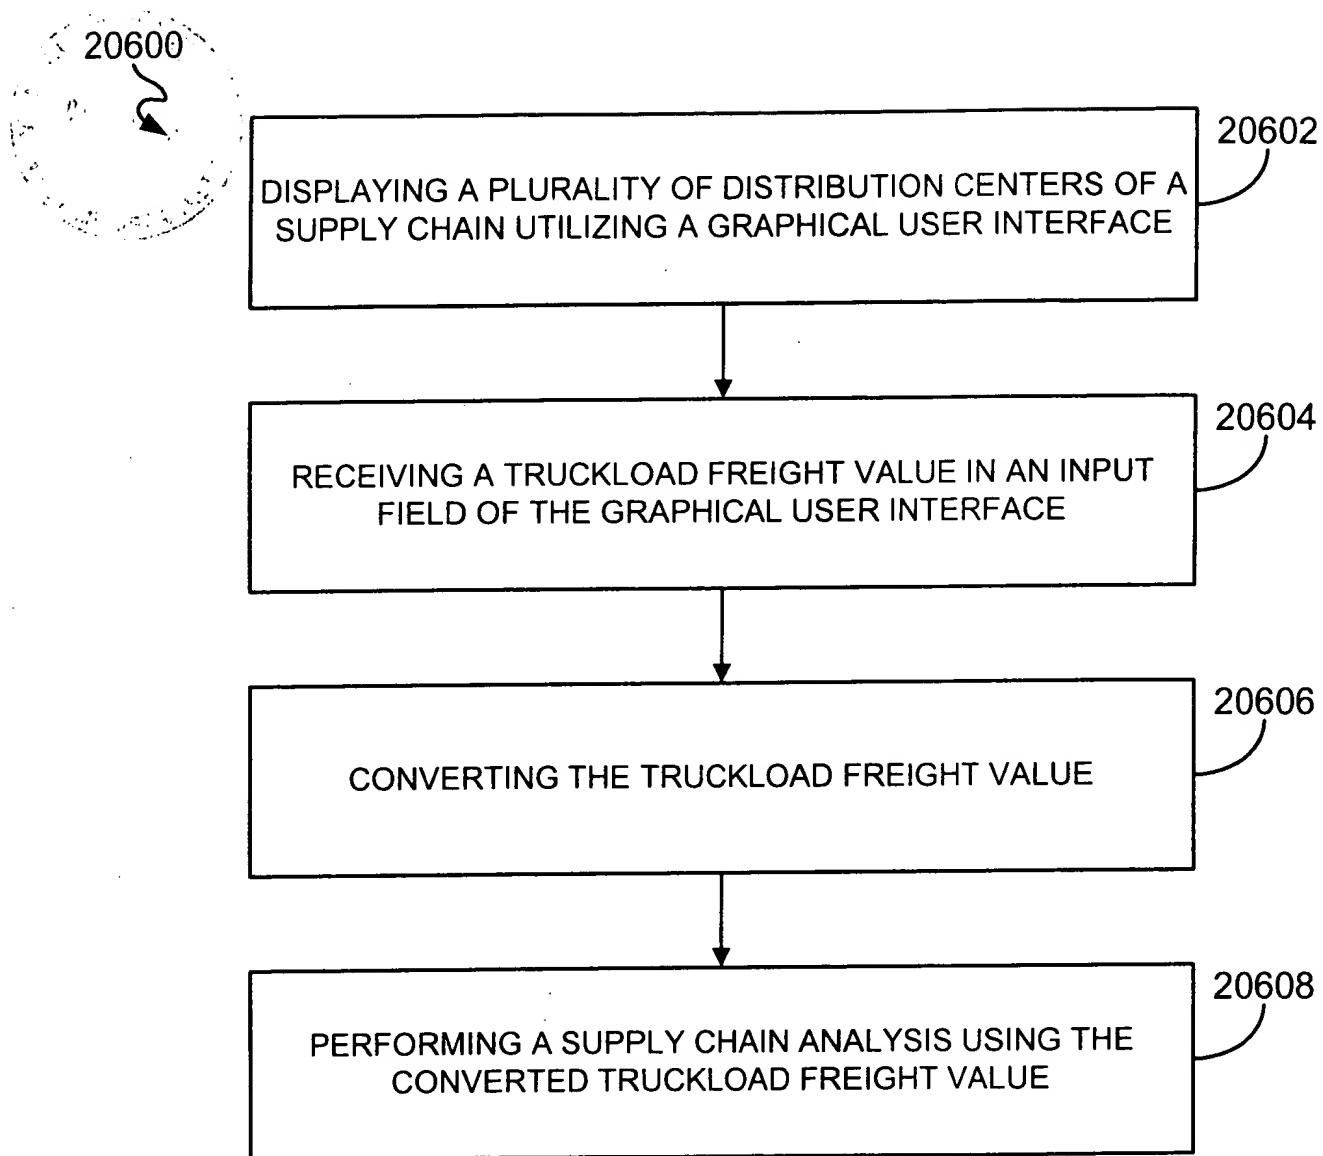 20600
20602
DISPLAYING A PLURALITY OF DISTRIBUTION CENTERS OF A
SUPPLY CHAIN UTILIZING A GRAPHICAL USER INTERFACE
20604
RECEIVING A TRUCKLOAD FREIGHT VALUE IN AN INPUT
FIELD OF THE GRAPHICAL USER INTERFACE
20606
CONVERTING THE TRUCKLOAD FREIGHT VALUE
20608
PERFORMING A SUPPLY CHAIN ANALYSIS USING THE
CONVERTED TRUCKLOAD FREIGHT VALUE